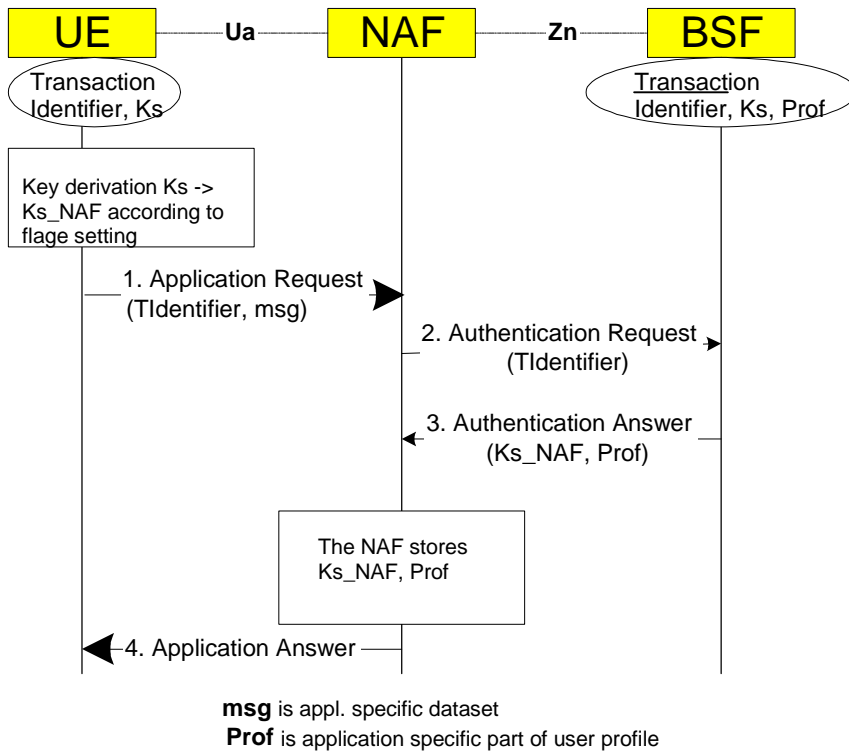 UE Ua NAF Zn BSF
Transaction
Identifier, Ks
Transaction
Identifier, Ks, Prof
Key derivation Ks ->
Ks_NAF according to
flage setting
1. Application Request
(TIdentifier, msg)
2. Authentication Request
(TIdentifier)
3. Authentication Answer
(Ks_NAF, Prof)
The NAF stores
Ks_NAF, Prof
4. Application Answer
msg is appl. specific dataset
Prof is application specific part of user profile